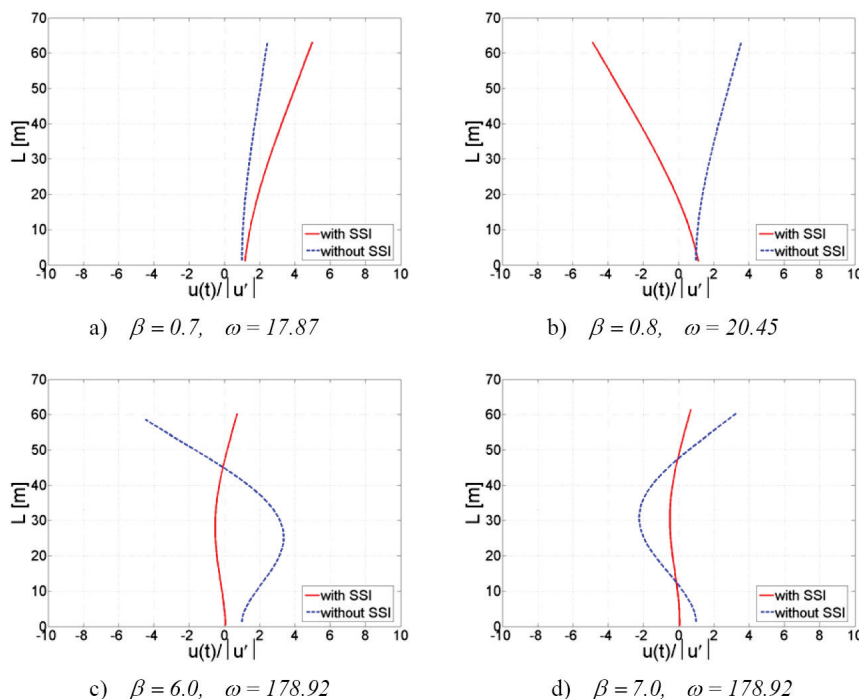 70
60
50
40
30
20
10
0
L [m]
with SSI
without SSI
-10 -8 -6 -4 -2 0 2 4 6 8 10
u(t)/|u'|
a) β = 0.7, ω = 17.87
70
60
50
40
30
20
10
0
L [m]
with SSI
without SSI
-10 -8 -6 -4 -2 0 2 4 6 8 10
u(t)/|u'|
b) β = 0.8, ω = 20.45
70
60
50
40
30
20
10
0
L [m]
with SSI
without SSI
-10 -8 -6 -4 -2 0 2 4 6 8 10
u(t)/|u'|
c) β = 6.0, ω = 178.92
70
60
50
40
30
20
10
0
L [m]
with SSI
without SSI
-10 -8 -6 -4 -2 0 2 4 6 8 10
u(t)/|u'|
d) β = 7.0, ω = 178.92